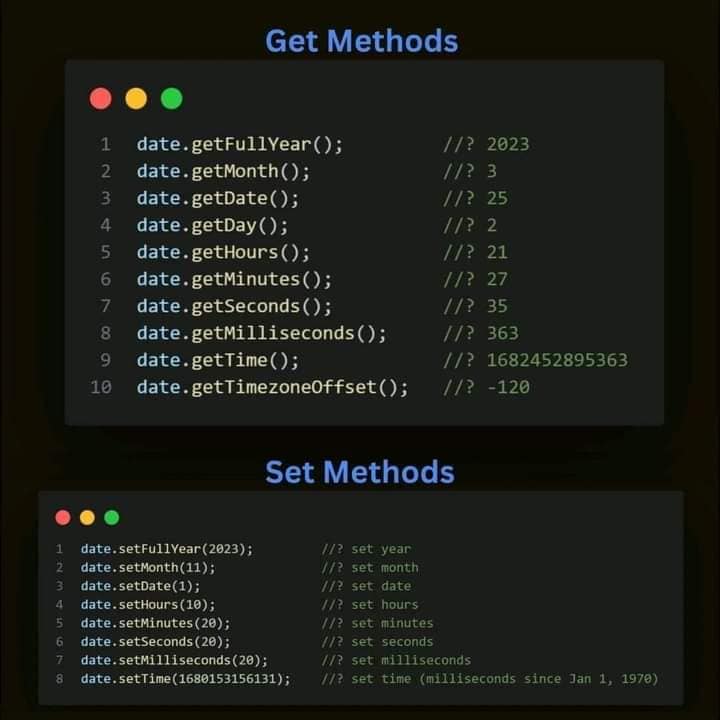 Get Methods
1 date.getFullYear(); //? 2023
2 date.getMonth(); //? 3
3 date.getDate(); //? 25
4 date.getDay(); //? 2
5 date.getHours(); //? 21
6 date.getMinutes(); //? 27
7 date.getSeconds(); //? 35
8 date.getMilliseconds(); //? 363
9 date.getTime(); //? 1682452895363
10 date.getTimezoneOffset(); //? -120
Set Methods
1 date.setFullYear(2023); //? set year
2 date.setMonth(11); //? set month
3 date.setDate(1); //? set date
4 date.setHours(10); //? set hours
5 date.setMinutes(20); //? set minutes
6 date.setSeconds(20); //? set seconds
7 date.setMilliseconds(20); //? set milliseconds
8 date.setTime(1680153156131); //? set time (milliseconds since Jan 1, 1970)